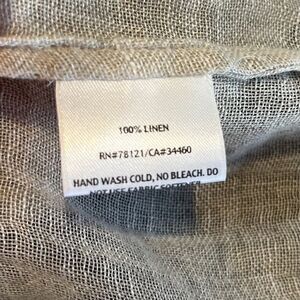 100% LINEN
RN#78121/CA#34460
HAND WASH COLD, NO BLEACH. DO
NOT USE FABRIC SOFTENER